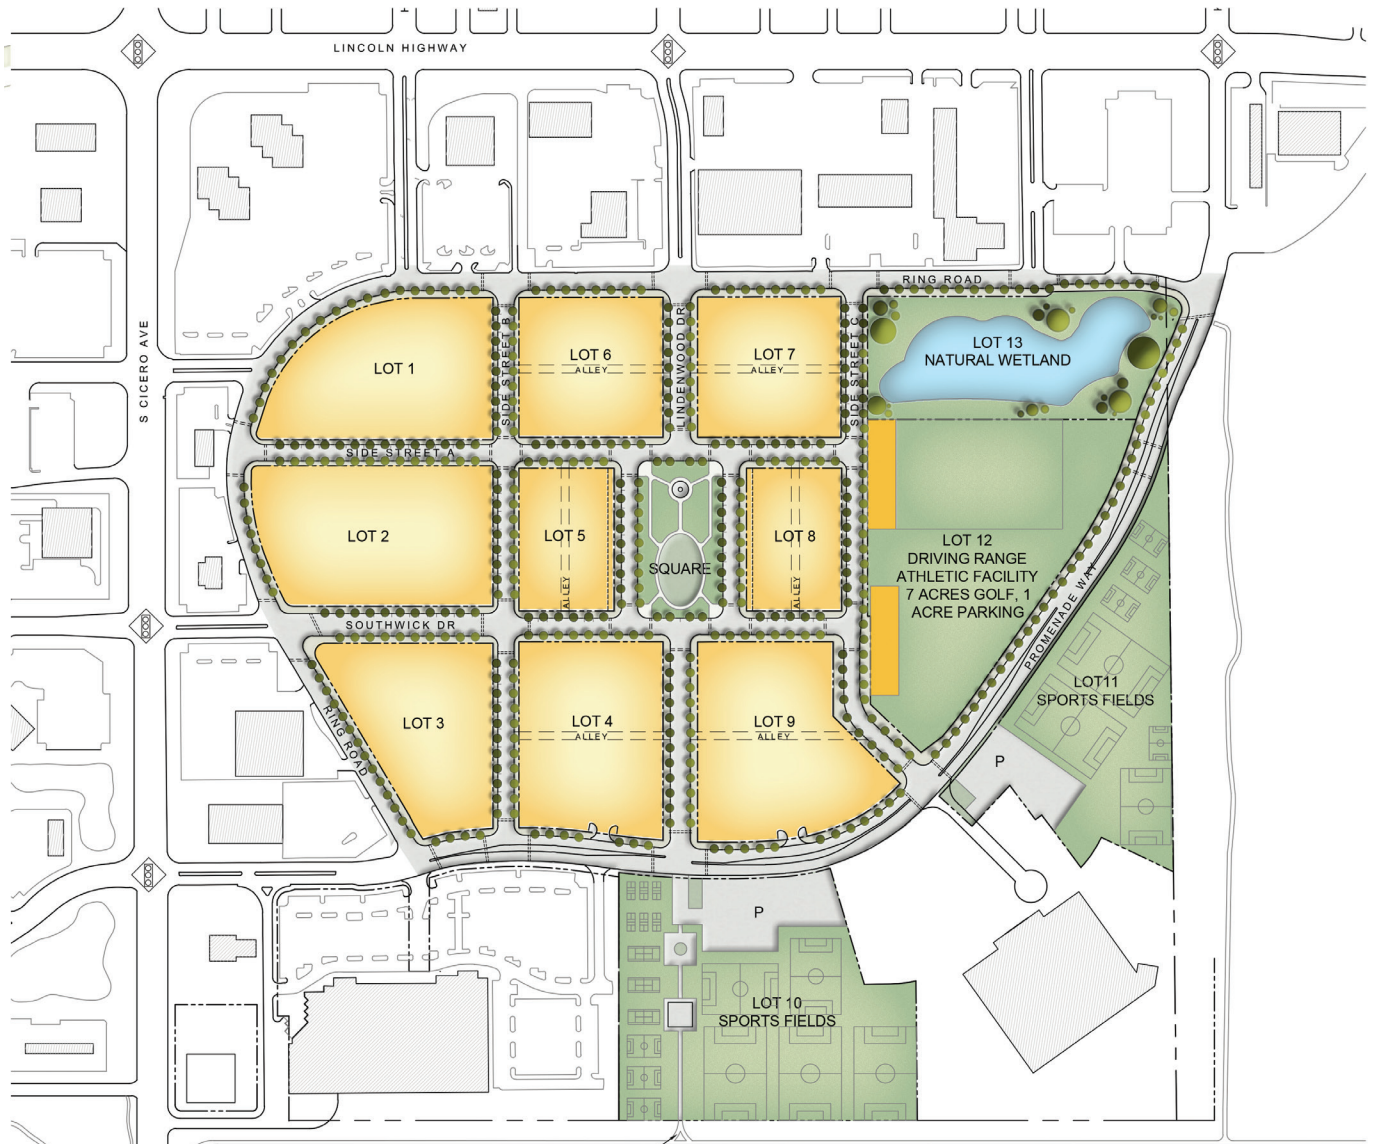 LINCOLN HIGHWAY
S CICERO AVE
RING ROAD
LOT 1
SIDE STREET B
LOT 6
ALLEY
LINDENWOOD DR
LOT 7
ALLEY
SIDE STREET C
LOT 13
NATURAL WETLAND
SIDE STREET A
LOT 2
LOT 5
ALLEY
SQUARE
LOT 8
ALLEY
LOT 12
DRIVING RANGE
ATHLETIC FACILITY
7 ACRES GOLF, 1
ACRE PARKING
PROMENADE WAY
SOUTHWICK DR
RING ROAD
LOT 3
LOT 4
ALLEY
LOT 9
ALLEY
LOT11
SPORTS FIELDS
P
P
LOT 10
SPORTS FIELDS